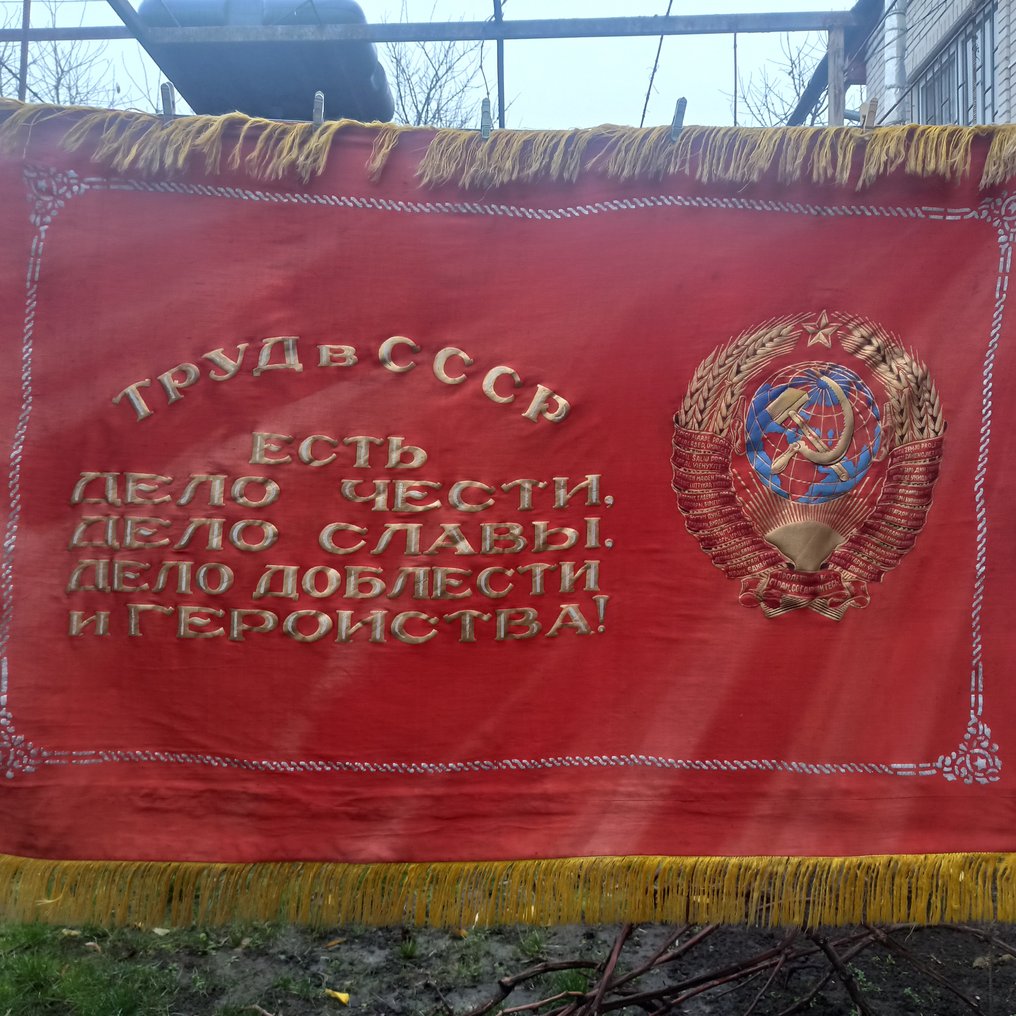 ТРУД в СССР
ЕСТЬ
ДЕЛО ЧЕСТИ,
ДЕЛО СЛАВЫ,
ДЕЛО ДОБЛЕСТИ
и ГЕРОИСТВА!